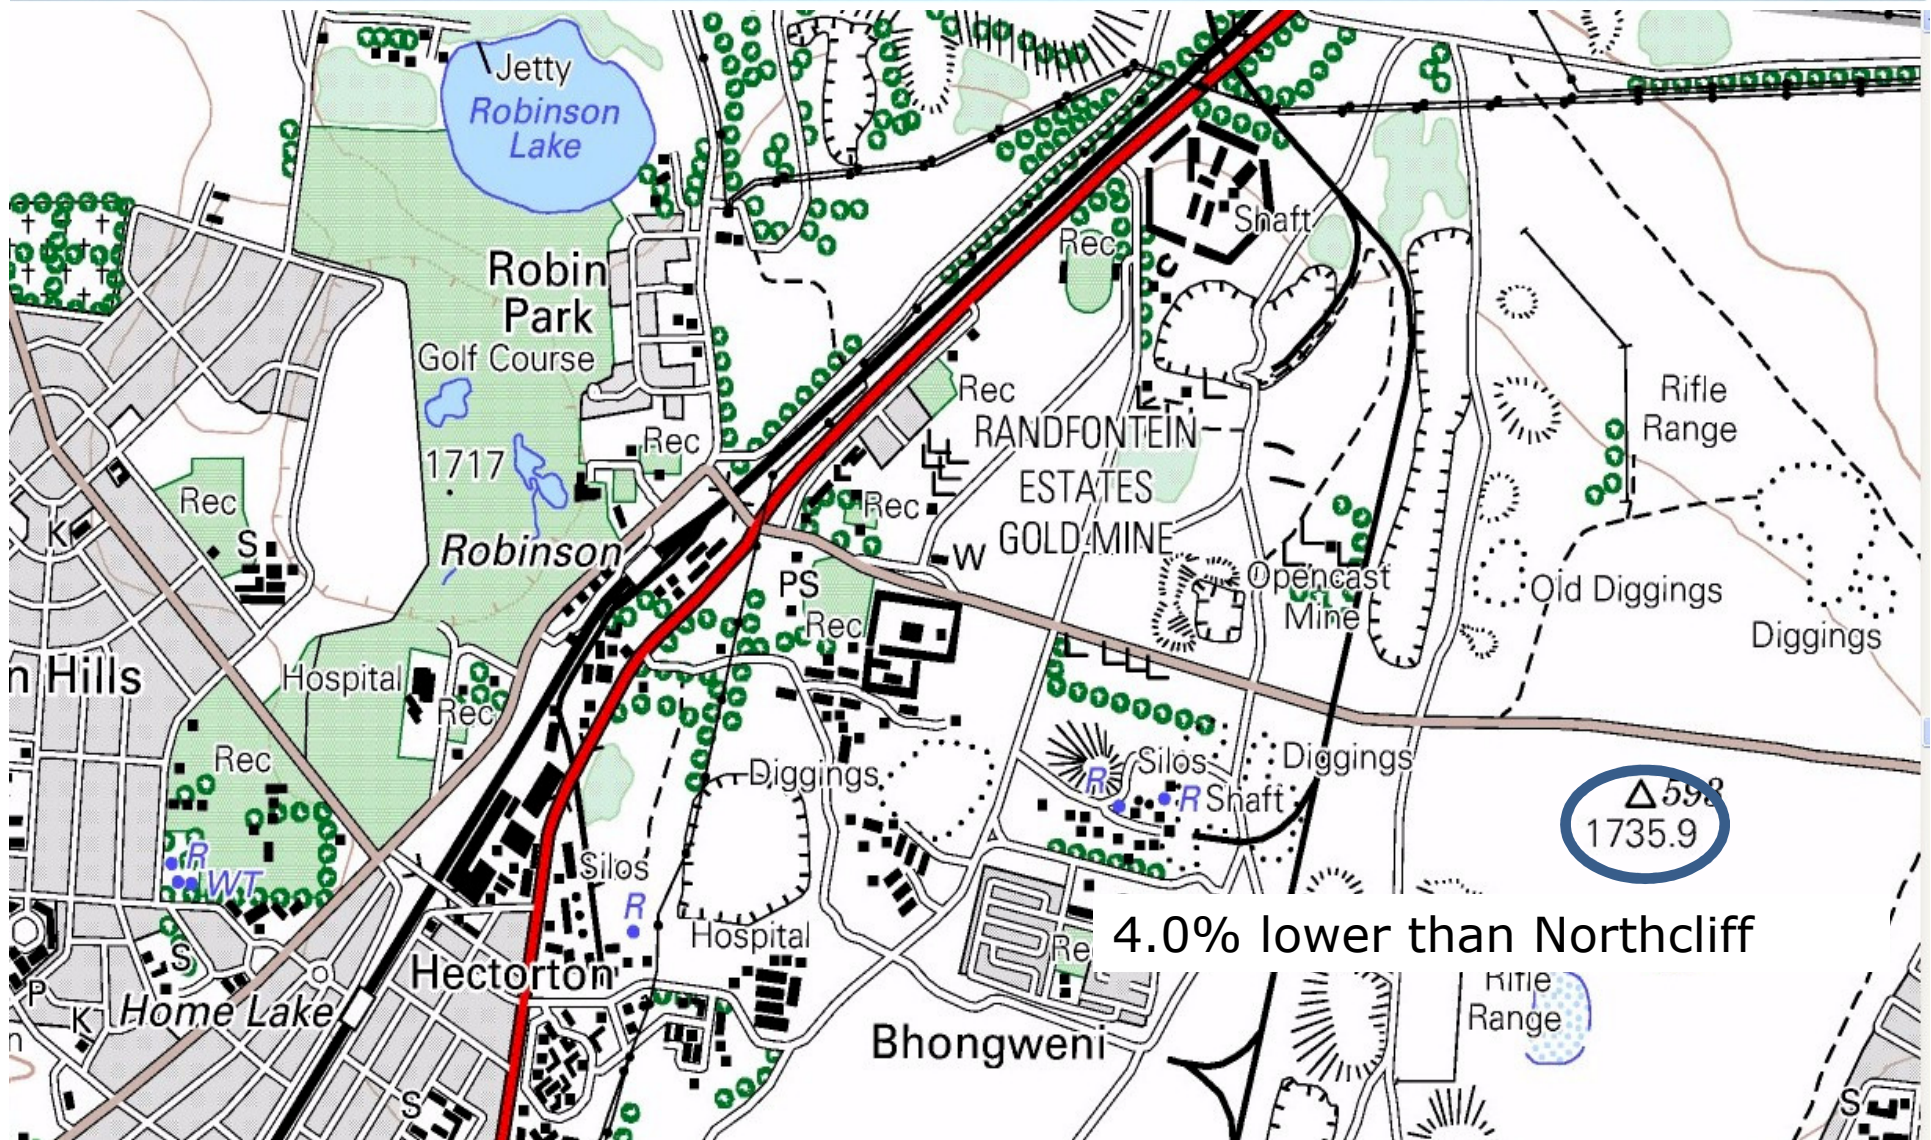 Jetty
Robinson
Lake
Shaft
Rec
Robin
Park
Golf Course
Rec
Rifle
Range
RANDFONTEIN
ESTATES
GOLD MINE
Rec
1717
Rec
Rec
K
S
Robinson
W
PS
Opencast
Mine
Old Diggings
Rec
Diggings
n Hills
Hospital
Rec
Rec
Diggings
Silos
Diggings
R
R
Shaft
1735.9
R
WT
Silos
R
Hospital
4.0% lower than Northcliff
S
Hectorton
Rifle
Range
P
K
Home Lake
n
Bhongweni
S
S